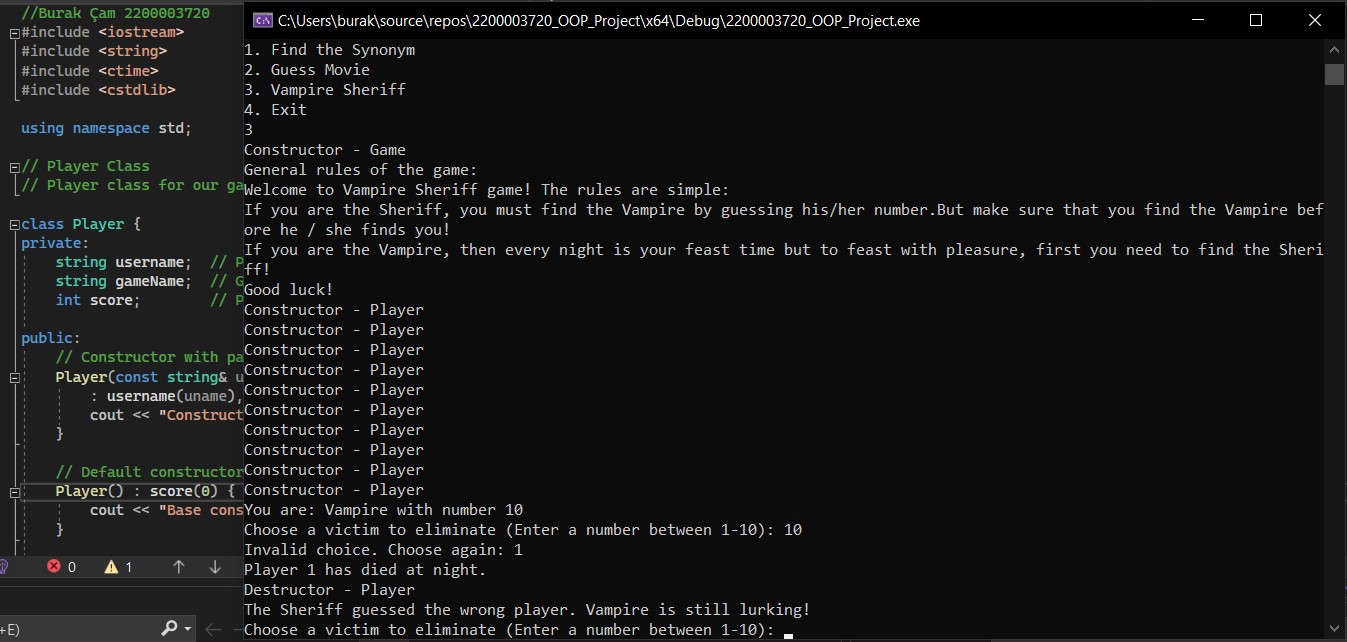 //Burak Çam 2200003720
#include <iostream>
#include <string>
#include <ctime>
#include <cstdlib>
using namespace std;
// Player Class
// Player class for our ga
class Player {
private:
string username; // P
string gameName; // G
int score; // P
public:
// Constructor with pa
Player(const string& u
: username(uname),
cout << "Construct
}
// Default constructor
Player() : score(0) {
cout << "Base cons
}
0 1
+E)
C:\Users\burak\source\repos\2200003720_OOP_Project\x64\Debug\2200003720_OOP_Project.exe
1. Find the Synonym
2. Guess Movie
3. Vampire Sheriff
4. Exit
3
Constructor - Game
General rules of the game:
Welcome to Vampire Sheriff game! The rules are simple:
If you are the Sheriff, you must find the Vampire by guessing his/her number.But make sure that you find the Vampire bef
ore he / she finds you!
If you are the Vampire, then every night is your feast time but to feast with pleasure, first you need to find the Sheri
ff!
Good luck!
Constructor - Player
Constructor - Player
Constructor - Player
Constructor - Player
Constructor - Player
Constructor - Player
Constructor - Player
Constructor - Player
Constructor - Player
Constructor - Player
You are: Vampire with number 10
Choose a victim to eliminate (Enter a number between 1-10): 10
Invalid choice. Choose again: 1
Player 1 has died at night.
Destructor - Player
The Sheriff guessed the wrong player. Vampire is still lurking!
Choose a victim to eliminate (Enter a number between 1-10):